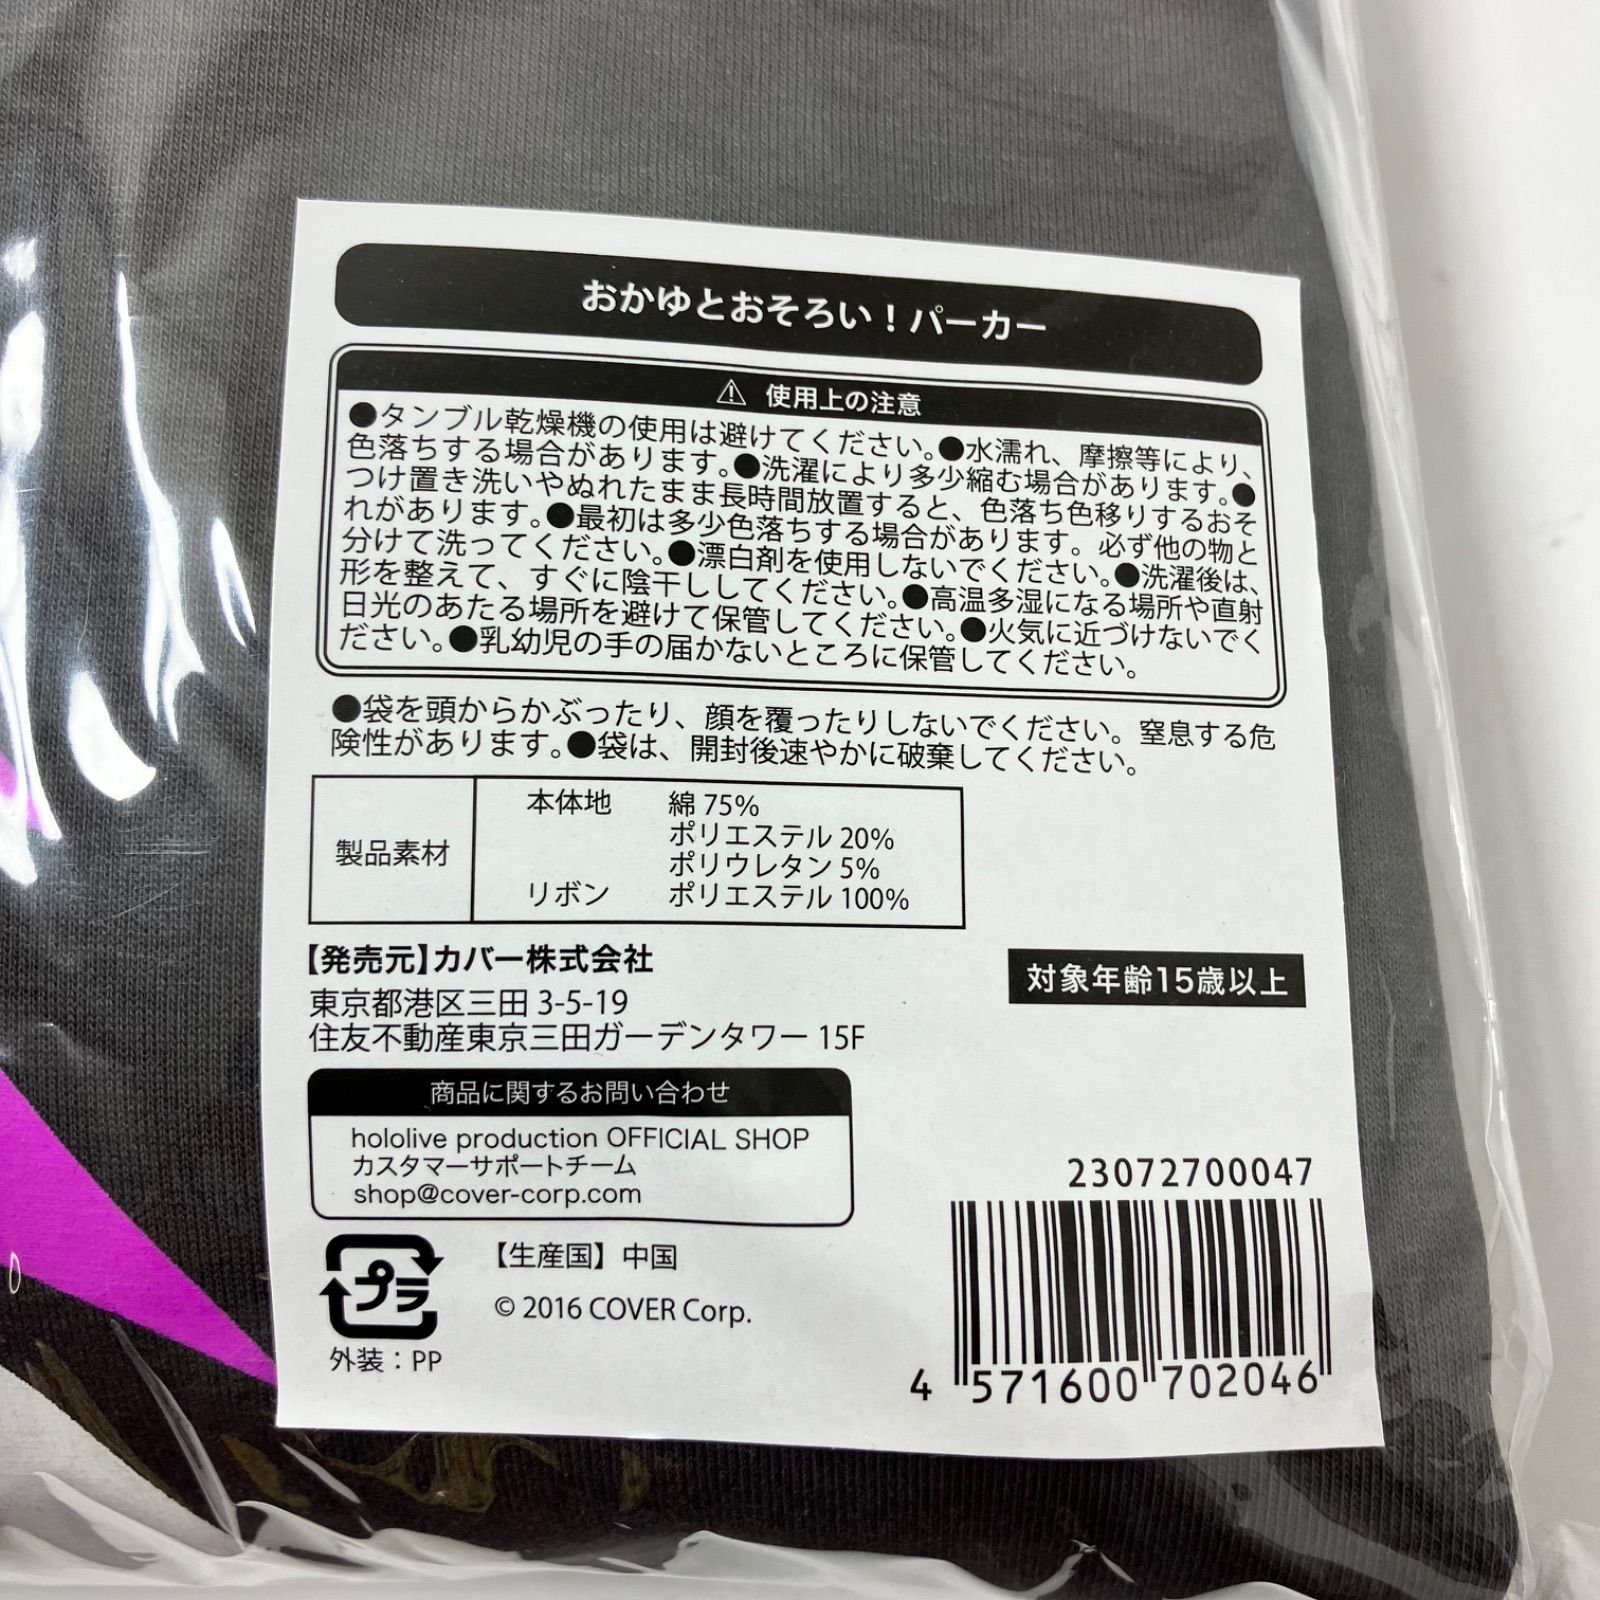 おかゆとおそろい！パーカー
⚠ 使用上の注意
●タンブル乾燥機の使用は避けてください。●水濡れ、摩擦等により、
色落ちする場合があります。●洗濯により多少縮む場合があります。●
つけ置き洗いやぬれたまま長時間放置すると、色落ち色移りするおそ
れがあります。●最初は多少色落ちする場合があります。必ず他の物と
分けて洗ってください。●漂白剤を使用しないでください。●洗濯後は、
形を整えて、すぐに陰干ししてください。●高温多湿になる場所や直射
日光のあたる場所を避けて保管してください。●火気に近づけないでく
ださい。●乳幼児の手の届かないところに保管してください。
●袋を頭からかぶったり、顔を覆ったりしないでください。窒息する危
険性があります。●袋は、開封後速やかに破棄してください。
製品素材
本体地 綿 75%
ポリエステル 20%
ポリウレタン 5%
リボン ポリエステル 100%
【発売元】カバー株式会社
東京都港区三田 3-5-19
住友不動産東京三田ガーデンタワー 15F
対象年齢15歳以上
商品に関するお問い合わせ
hololive production OFFICIAL SHOP
カスタマーサポートチーム
shop@cover-corp.com
プラ
外装：PP
【生産国】中国
© 2016 COVER Corp.
23072700047
4 571600 702046